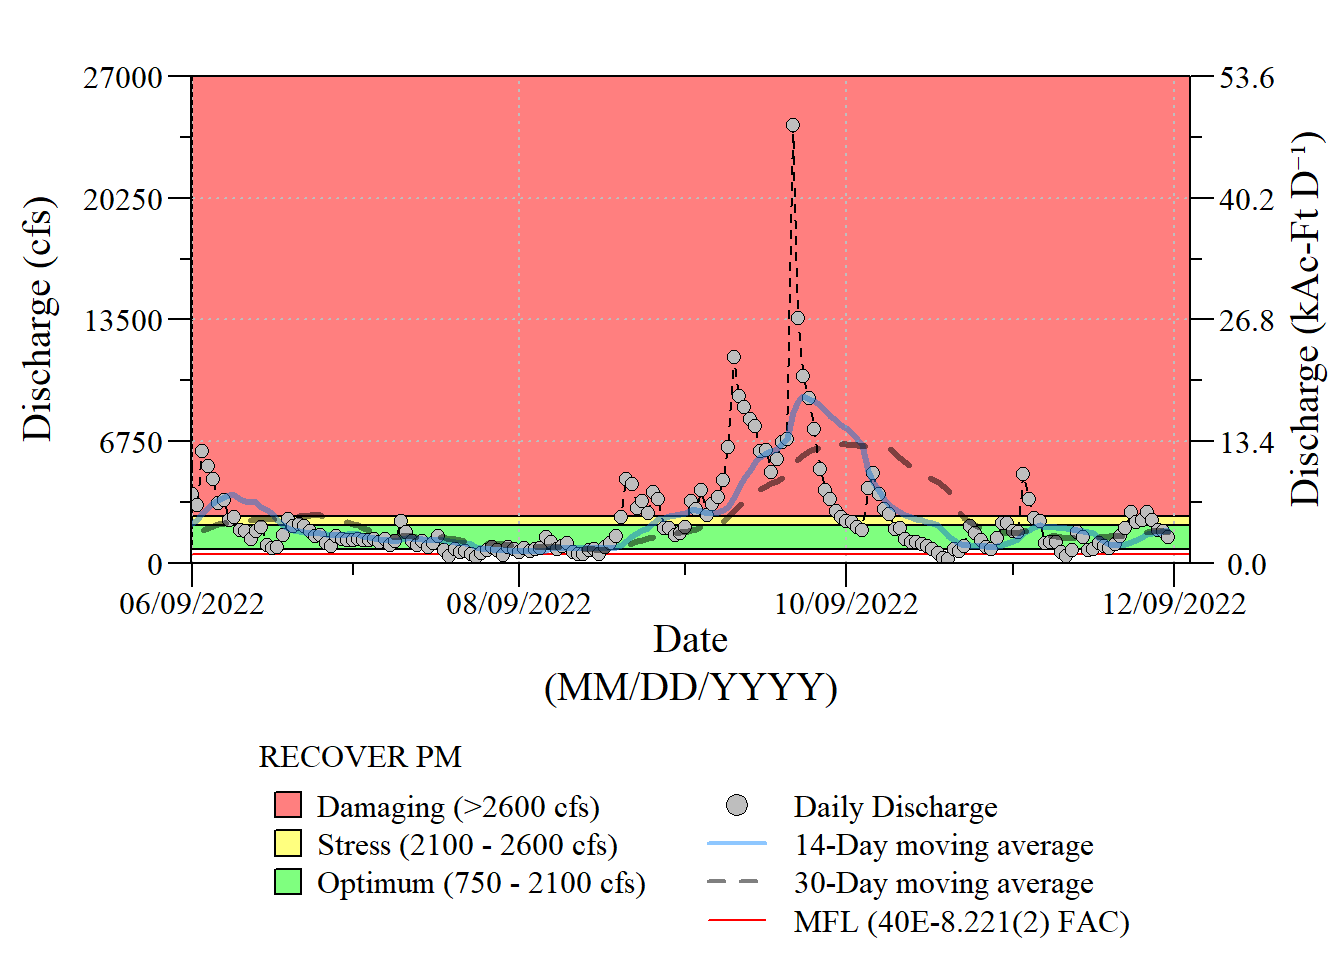 27000
20250
13500
6750
0
Discharge (cfs)
53.6
40.2
26.8
13.4
0.0
Discharge (kAc-Ft D⁻¹)
06/09/2022 08/09/2022 10/09/2022 12/09/2022
Date
(MM/DD/YYYY)
RECOVER PM
Damaging (>2600 cfs)
Stress (2100 - 2600 cfs)
Optimum (750 - 2100 cfs)
Daily Discharge
14-Day moving average
30-Day moving average
MFL (40E-8.221(2) FAC)